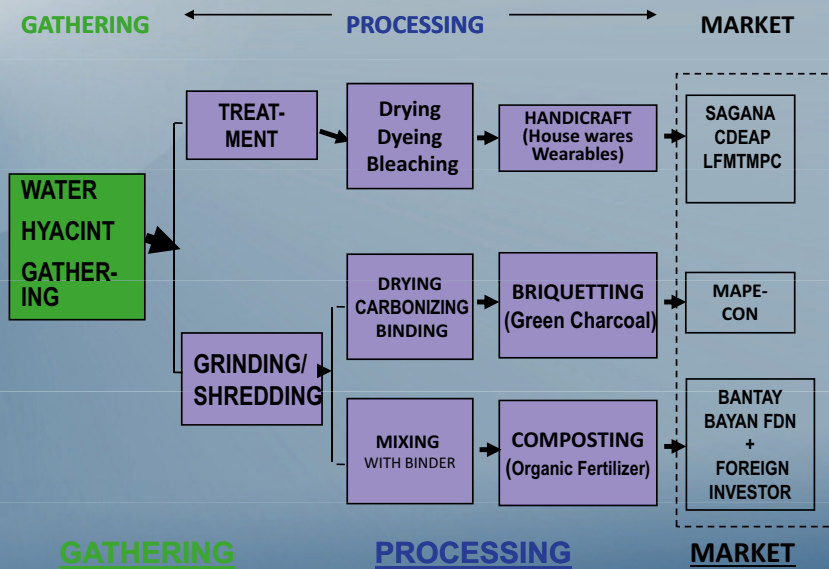 GATHERING
PROCESSING
MARKET
WATER
HYACINT
GATHER-
ING
TREAT-
MENT
Drying
Dyeing
Bleaching
HANDICRAFT
(House wares
Wearables)
SAGANA
CDEAP
LFMTMPC
GRINDING/
SHREDDING
DRYING
CARBONIZING
BINDING
BRIQUETTING
(Green Charcoal)
MAPE-
CON
MIXING
WITH BINDER
COMPOSTING
(Organic Fertilizer)
BANTAY
BAYAN FDN
+
FOREIGN
INVESTOR
GATHERING
PROCESSING
MARKET